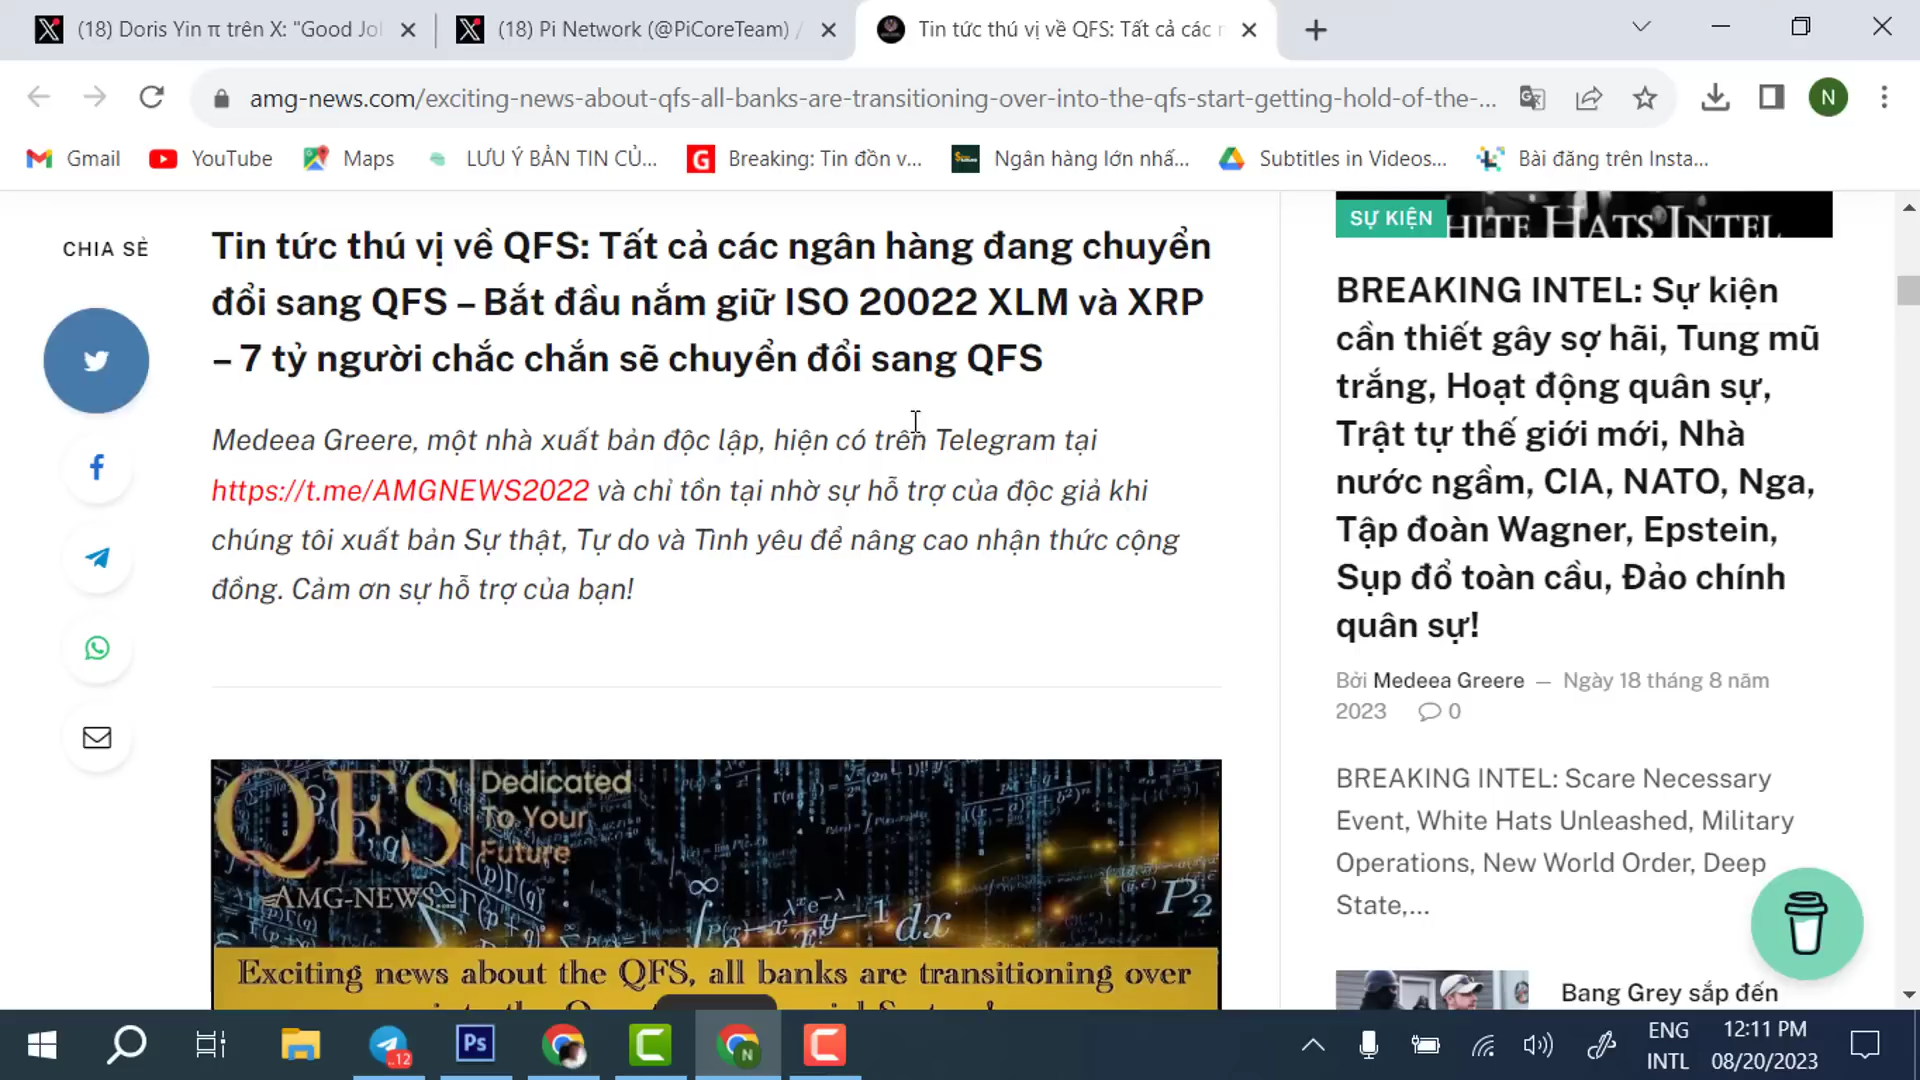 (18) Doris Yin π trên X: "Good Jol
(18) Pi Network (@PiCoreTeam) /
Tin tức thú vị về QFS: Tất cả các n
amg-news.com/exciting-news-about-qfs-all-banks-are-transitioning-over-into-the-qfs-start-getting-hold-of-the-...
N
Gmail
YouTube
Maps
LƯU Ý BẢN TIN CỦ...
Breaking: Tin đồn v...
Ngân hàng lớn nhấ...
Subtitles in Videos...
Bài đăng trên Insta...
CHIA SẺ
Tin tức thú vị về QFS: Tất cả các ngân hàng đang chuyển
đổi sang QFS – Bắt đầu nắm giữ ISO 20022 XLM và XRP
– 7 tỷ người chắc chắn sẽ chuyển đổi sang QFS
Medeea Greere, một nhà xuất bản độc lập, hiện có trên Telegram tại
https://t.me/AMGNEWS2022 và chỉ tồn tại nhờ sự hỗ trợ của độc giả khi
chúng tôi xuất bản Sự thật, Tự do và Tình yêu để nâng cao nhận thức cộng
đồng. Cảm ơn sự hỗ trợ của bạn!
QFS
Dedicated
To Your
Future
AMG-NEWS
Exciting news about the QFS, all banks are transitioning over
WHITE HATS INTEL
SỰ KIỆN
BREAKING INTEL: Sự kiện
cần thiết gây sợ hãi, Tung mũ
trắng, Hoạt động quân sự,
Trật tự thế giới mới, Nhà
nước ngầm, CIA, NATO, Nga,
Tập đoàn Wagner, Epstein,
Sụp đổ toàn cầu, Đảo chính
quân sự!
Bởi Medeea Greere — Ngày 18 tháng 8 năm
2023 0
BREAKING INTEL: Scare Necessary
Event, White Hats Unleashed, Military
Operations, New World Order, Deep
State,...
Bang Grey sắp đến
..12
Ps
N
ENG
INTL
12:11 PM
08/20/2023